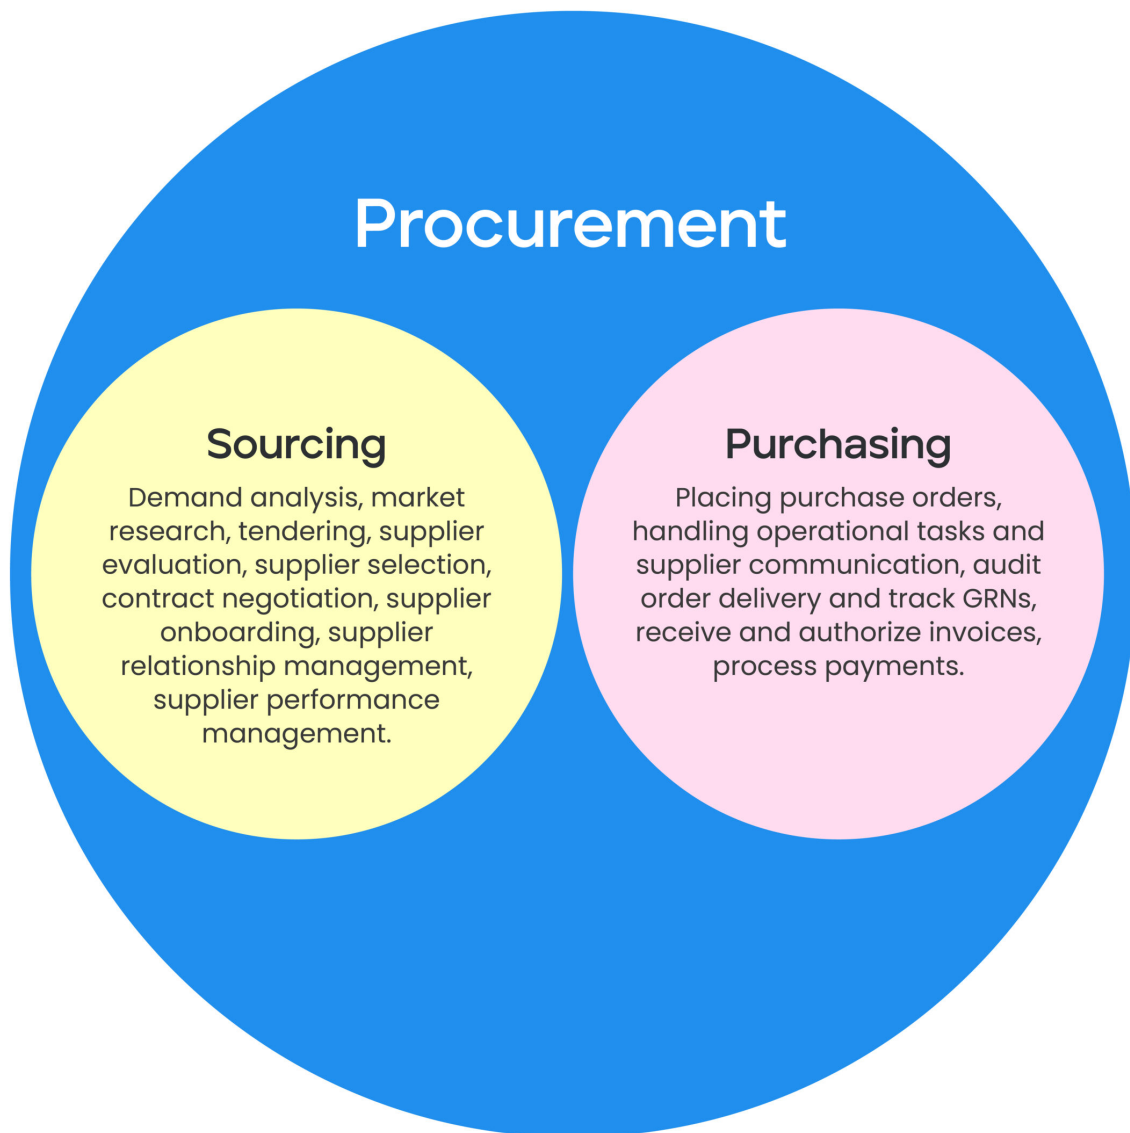 Procurement
Sourcing
Demand analysis, market
research, tendering, supplier
evaluation, supplier selection,
contract negotiation, supplier
onboarding, supplier
relationship management,
supplier performance
management.
Purchasing
Placing purchase orders,
handling operational tasks and
supplier communication, audit
order delivery and track GRNs,
receive and authorize invoices,
process payments.